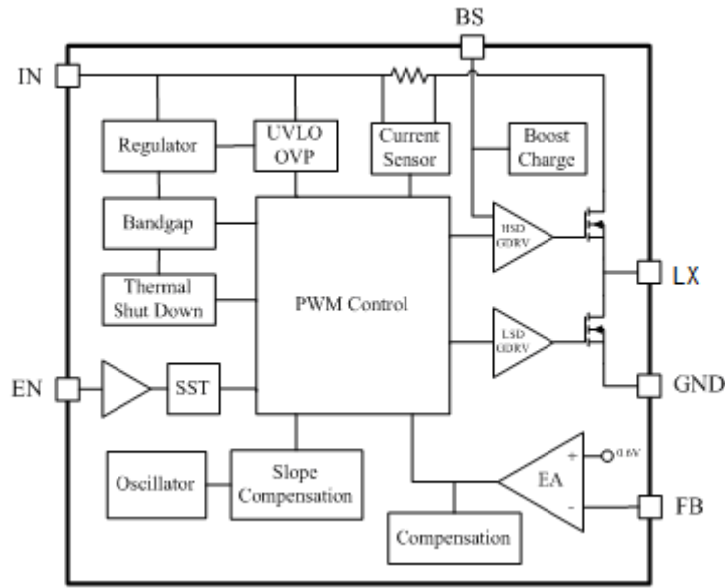 BS
IN
Regulator
UVLO
OVP
Current
Sensor
Boost
Charge
Bandgap
HSD
GDRV
Thermal
Shut Down
PWM Control
LX
LSD
GDRV
EN
SST
GND
Oscillator
Slope
Compensation
+
0.6V
EA
-
FB
Compensation